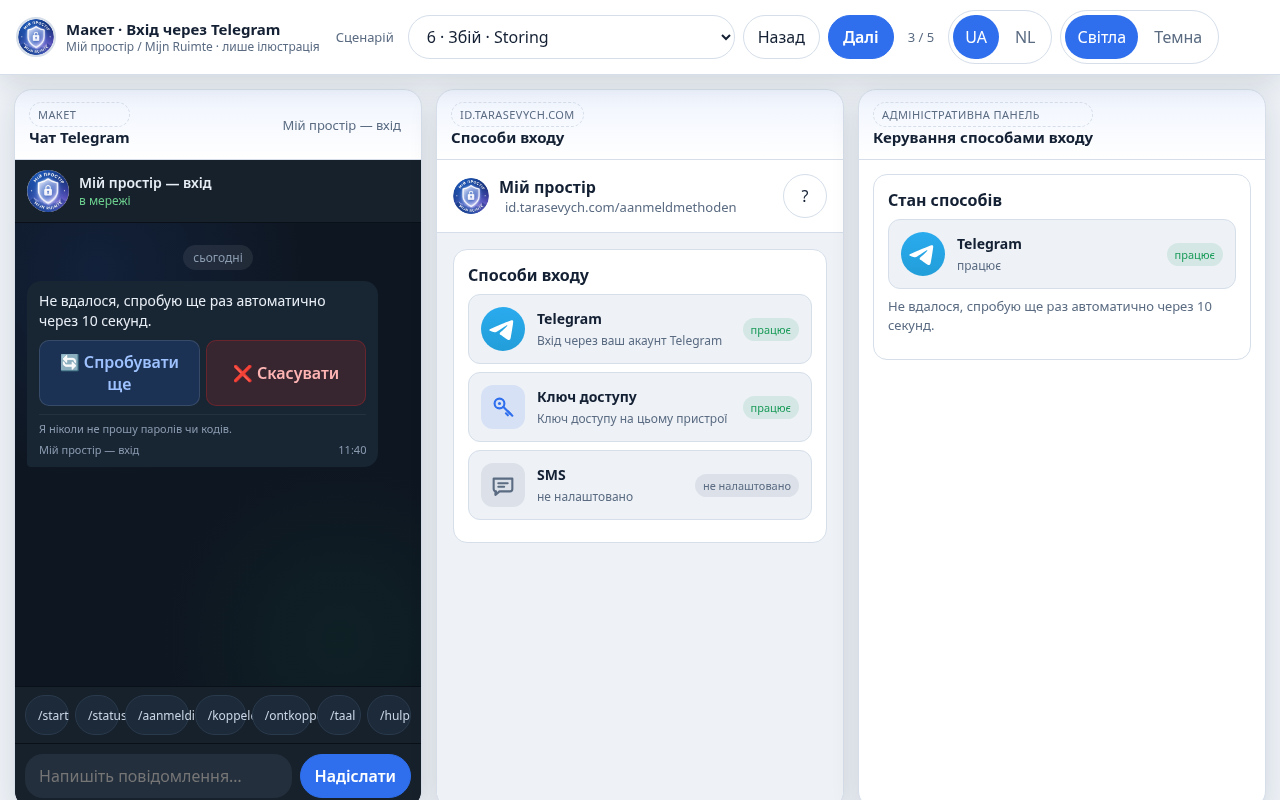 Макет · Вхід через Telegram
Мій простір / Mijn Ruimte · лише ілюстрація
Сценарій
6 · Збій · Storing
Назад
Далі
3 / 5
UA
NL
Світла
Темна
МАКЕТ
Чат Telegram
Мій простір — вхід
Мій простір — вхід
в мережі
сьогодні
Не вдалося, спробую ще раз автоматично
через 10 секунд.
🔄 Спробувати
ще
❌ Скасувати
Я ніколи не прошу паролів чи кодів.
Мій простір — вхід
11:40
/start
/status
/aanmeldi
/koppel
/ontkopp
/taal
/hulp
Напишіть повідомлення…
Надіслати
ID.TARASEVYCH.COM
Способи входу
Мій простір
id.tarasevych.com/aanmeldmethoden
?
Способи входу
Telegram
Вхід через ваш акаунт Telegram
працює
Ключ доступу
Ключ доступу на цьому пристрої
працює
SMS
не налаштовано
не налаштовано
АДМІНІСТРАТИВНА ПАНЕЛЬ
Керування способами входу
Стан способів
Telegram
працює
працює
Не вдалося, спробую ще раз автоматично через 10
секунд.